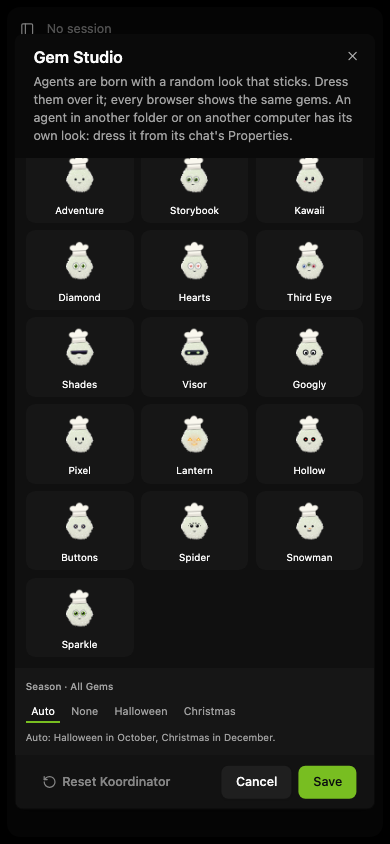 No session
Gem Studio
Agents are born with a random look that sticks. Dress
them over it; every browser shows the same gems. An
agent in another folder or on another computer has its
own look: dress it from its chat's Properties.
Adventure
Storybook
Kawaii
Diamond
Hearts
Third Eye
Shades
Visor
Googly
Pixel
Lantern
Hollow
Buttons
Spider
Snowman
Sparkle
Season · All Gems
Auto
None
Halloween
Christmas
Auto: Halloween in October, Christmas in December.
Reset Koordinator
Cancel
Save